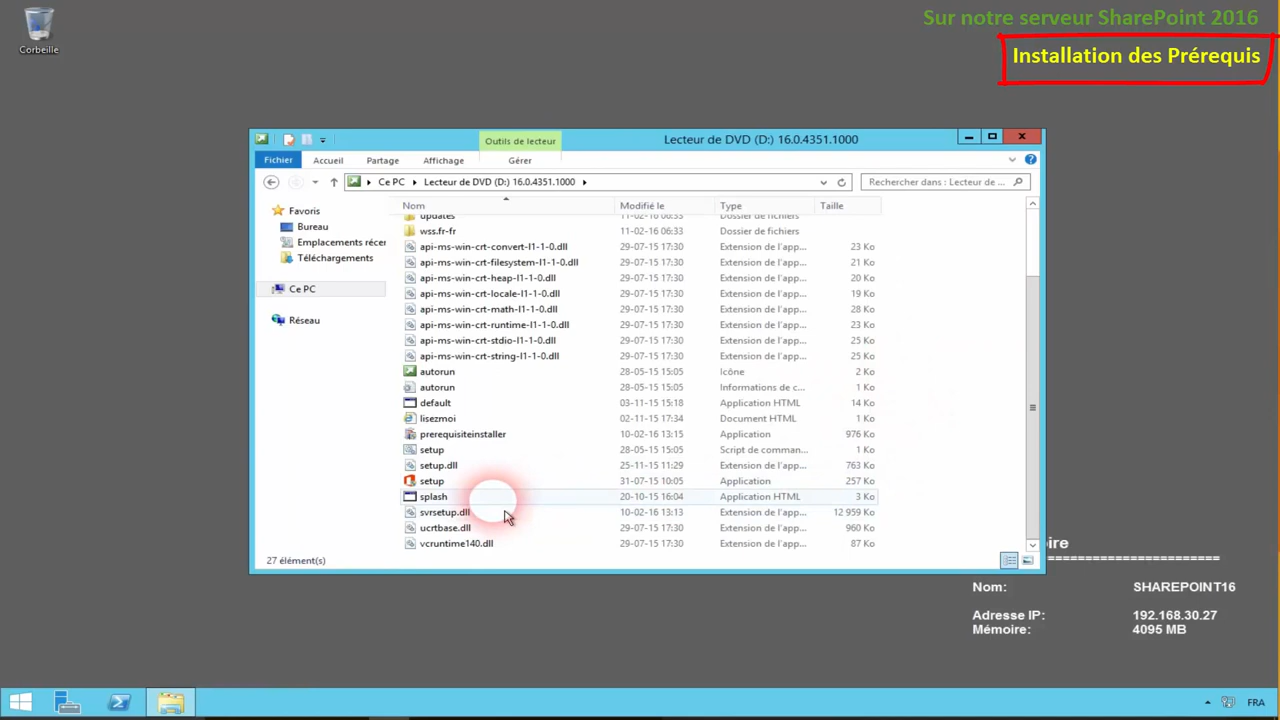 Corbeille
Sur notre serveur SharePoint 2016
Installation des Prérequis
Outils de lecteur
Lecteur de DVD (D:) 16.0.4351.1000
Fichier Accueil Partage Affichage Gérer
Ce PC Lecteur de DVD (D:) 16.0.4351.1000
Rechercher dans : Lecteur de ...
Nom Modifié le Type Taille
Favoris
Bureau
Emplacements récer
Téléchargements
Ce PC
Réseau
updates 11-02-16 06:33 Dossier de fichiers
wss.fr-fr 11-02-16 06:33 Dossier de fichiers
api-ms-win-crt-convert-l1-1-0.dll 29-07-15 17:30 Extension de l'app... 23 Ko
api-ms-win-crt-filesystem-l1-1-0.dll 29-07-15 17:30 Extension de l'app... 21 Ko
api-ms-win-crt-heap-l1-1-0.dll 29-07-15 17:30 Extension de l'app... 20 Ko
api-ms-win-crt-locale-l1-1-0.dll 29-07-15 17:30 Extension de l'app... 19 Ko
api-ms-win-crt-math-l1-1-0.dll 29-07-15 17:30 Extension de l'app... 28 Ko
api-ms-win-crt-runtime-l1-1-0.dll 29-07-15 17:30 Extension de l'app... 23 Ko
api-ms-win-crt-stdio-l1-1-0.dll 29-07-15 17:30 Extension de l'app... 25 Ko
api-ms-win-crt-string-l1-1-0.dll 29-07-15 17:30 Extension de l'app... 25 Ko
autorun 28-05-15 15:05 Icône 2 Ko
autorun 28-05-15 15:05 Informations de c... 1 Ko
default 03-11-15 15:18 Application HTML 14 Ko
lisezmoi 02-11-15 17:34 Document HTML 1 Ko
prerequisiteinstaller 10-02-16 13:15 Application 976 Ko
setup 28-05-15 15:05 Script de comman... 1 Ko
setup.dll 25-11-15 11:29 Extension de l'app... 763 Ko
setup 31-07-15 10:05 Application 257 Ko
splash 20-10-15 16:04 Application HTML 3 Ko
svrsetup.dll 10-02-16 13:13 Extension de l'app... 12 959 Ko
ucrtbase.dll 29-07-15 17:30 Extension de l'app... 960 Ko
vcruntime140.dll 29-07-15 17:30 Extension de l'app... 87 Ko
27 élément(s)
oire
====================
Nom: SHAREPOINT16
Adresse IP: 192.168.30.27
Mémoire: 4095 MB
FRA